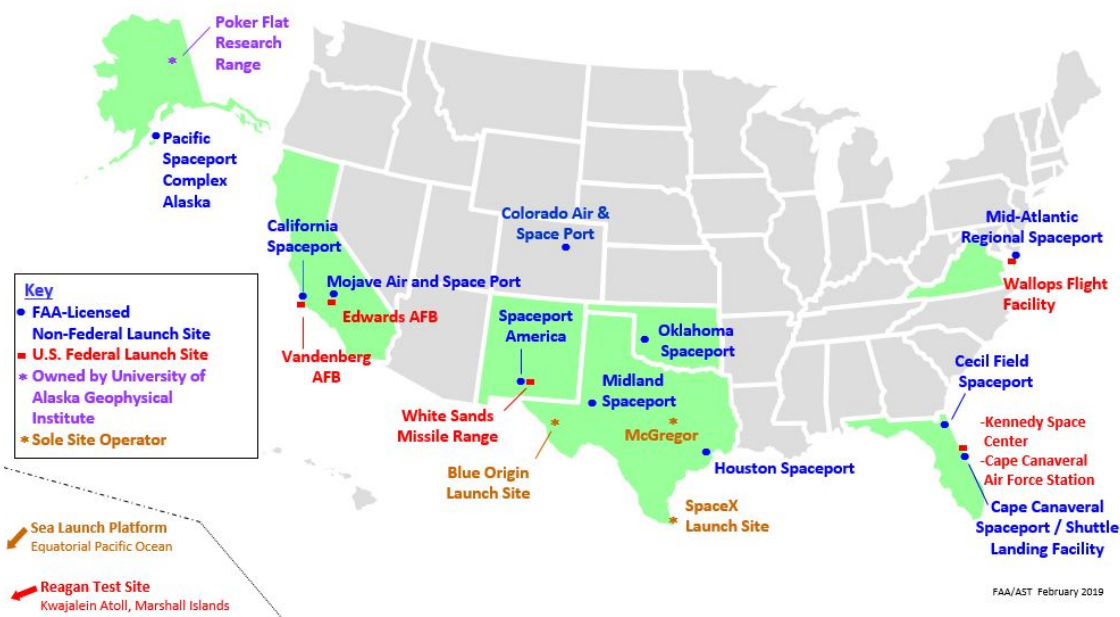 Poker Flat
Research
Range
Pacific
Spaceport
Complex
Alaska
California
Spaceport
Colorado Air &
Space Port
Mid-Atlantic
Regional Spaceport
Mojave Air and Space Port
Wallops Flight
Facility
Edwards AFB
Spaceport
America
Oklahoma
Spaceport
Vandenberg
AFB
Cecil Field
Spaceport
Midland
Spaceport
White Sands
Missile Range
McGregor
-Kennedy Space
Center
-Cape Canaveral
Air Force Station
Blue Origin
Launch Site
Houston Spaceport
SpaceX
Launch Site
Cape Canaveral
Spaceport / Shuttle
Landing Facility
Key
FAA-Licensed
Non-Federal Launch Site
U.S. Federal Launch Site
Owned by University of
Alaska Geophysical
Institute
Sole Site Operator
Sea Launch Platform
Equatorial Pacific Ocean
Reagan Test Site
Kwajalein Atoll, Marshall Islands
FAA/AST February 2019